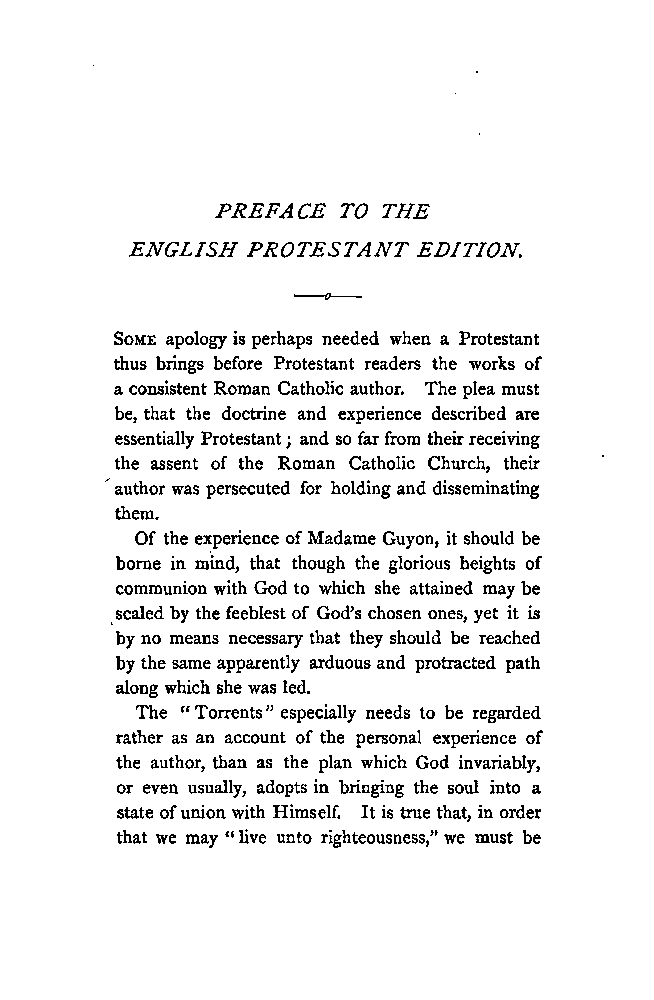 PREFACE TO THE
ENGLISH PROTESTANT EDITION.
SOME apology is perhaps needed when a Protestant
thus brings before Protestant readers the works of
a consistent Roman Catholic author. The plea must
be, that the doctrine and experience described are
essentially Protestant; and so far from their receiving
the assent of the Roman Catholic Church, their
author was persecuted for holding and disseminating
them.
Of the experience of Madame Guyon, it should be
borne in mind, that though the glorious heights of
communion with God to which she attained may be
scaled by the feeblest of God's chosen ones, yet it is
by no means necessary that they should be reached
by the same apparently arduous and protracted path
along which she was led.
The "Torrents" especially needs to be regarded
rather as an account of the personal experience of
the author, than as the plan which God invariably,
or even usually, adopts in bringing the soul into a
state of union with Himself. It is true that, in order
that we may "live unto righteousness," we must be